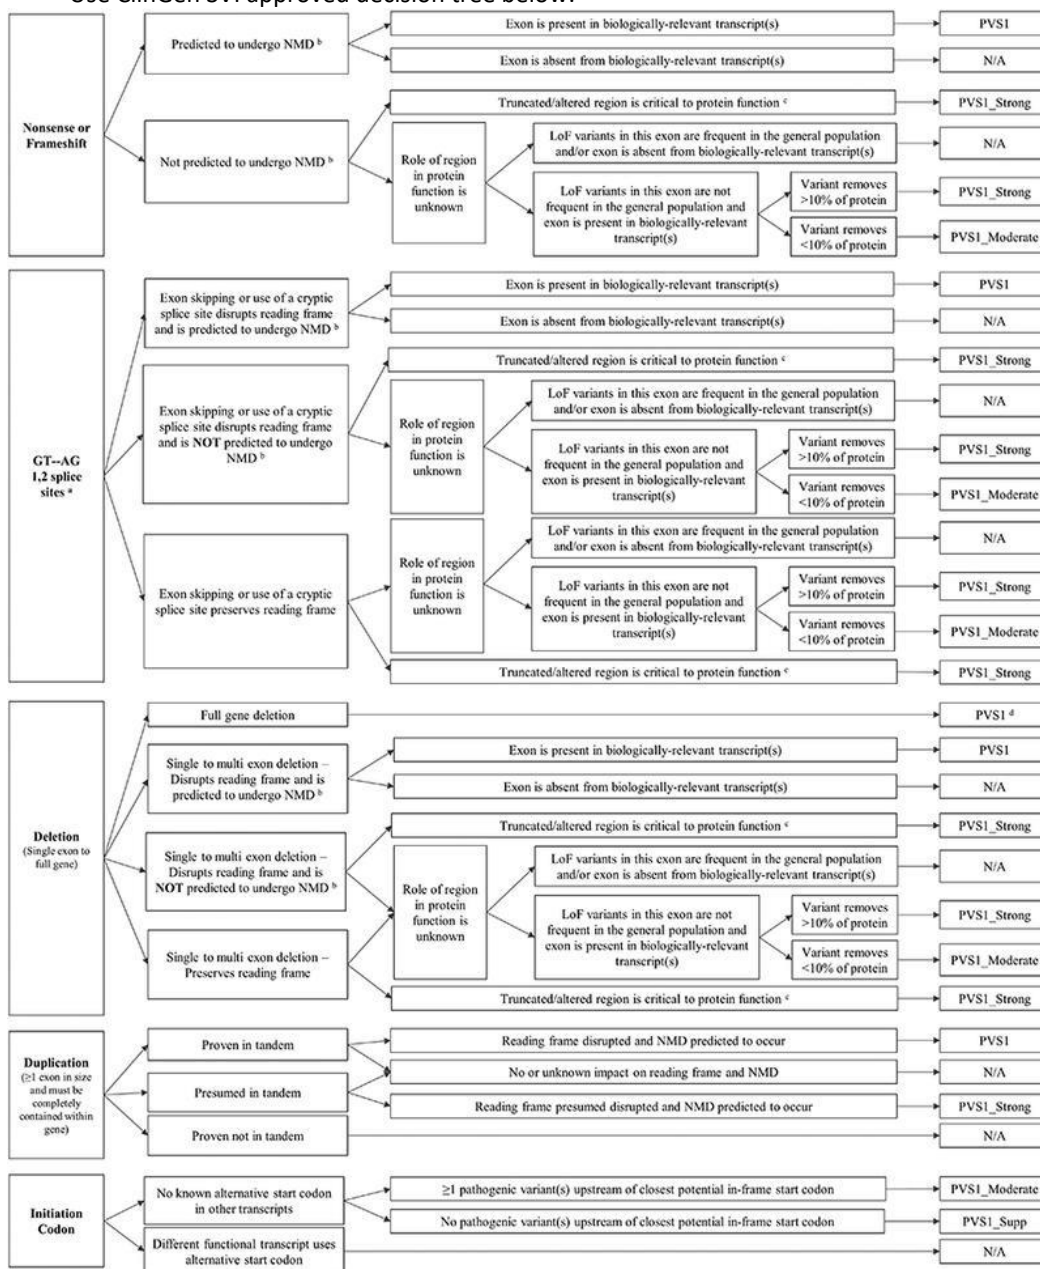 Use ClinGen SVI approved decision tree below:
Nonsense or
Frameshift
Predicted to undergo NMD b
Exon is present in biologically-relevant transcript(s)
PVS1
Exon is absent from biologically-relevant transcript(s)
N/A
Not predicted to undergo NMD b
Truncated/altered region is critical to protein function c
PVS1_Strong
Role of region
in protein
function is
unknown
LoF variants in this exon are frequent in the general population
and/or exon is absent from biologically-relevant transcript(s)
N/A
LoF variants in this exon are not
frequent in the general population and
exon is present in biologically-relevant
transcript(s)
Variant removes
>10% of protein
PVS1_Strong
Variant removes
<10% of protein
PVS1_Moderate
GT--AG
1,2 splice
sites a
Exon skipping or use of a cryptic
splice site disrupts reading frame
and is predicted to undergo NMD b
Exon is present in biologically-relevant transcript(s)
PVS1
Exon is absent from biologically-relevant transcript(s)
N/A
Exon skipping or use of a cryptic
splice site disrupts reading frame
and is NOT predicted to undergo
NMD b
Truncated/altered region is critical to protein function c
PVS1_Strong
Role of region
in protein
function is
unknown
LoF variants in this exon are frequent in the general population
and/or exon is absent from biologically-relevant transcript(s)
N/A
LoF variants in this exon are not
frequent in the general population and
exon is present in biologically-relevant
transcript(s)
Variant removes
>10% of protein
PVS1_Strong
Variant removes
<10% of protein
PVS1_Moderate
Exon skipping or use of a cryptic
splice site preserves reading frame
Role of region
in protein
function is
unknown
LoF variants in this exon are frequent in the general population
and/or exon is absent from biologically-relevant transcript(s)
N/A
LoF variants in this exon are not
frequent in the general population and
exon is present in biologically-relevant
transcript(s)
Variant removes
>10% of protein
PVS1_Strong
Variant removes
<10% of protein
PVS1_Moderate
Truncated/altered region is critical to protein function c
PVS1_Strong
Deletion
(Single exon to
full gene)
Full gene deletion
PVS1 d
Single to multi exon deletion –
Disrupts reading frame and is
predicted to undergo NMD b
Exon is present in biologically-relevant transcript(s)
PVS1
Exon is absent from biologically-relevant transcript(s)
N/A
Single to multi exon deletion –
Disrupts reading frame and is
NOT predicted to undergo NMD b
Truncated/altered region is critical to protein function c
PVS1_Strong
Role of region
in protein
function is
unknown
LoF variants in this exon are frequent in the general population
and/or exon is absent from biologically-relevant transcript(s)
N/A
LoF variants in this exon are not
frequent in the general population and
exon is present in biologically-relevant
transcript(s)
Variant removes
>10% of protein
PVS1_Strong
Variant removes
<10% of protein
PVS1_Moderate
Single to multi exon deletion –
Preserves reading frame
Truncated/altered region is critical to protein function c
PVS1_Strong
Duplication
(≥1 exon in size
and must be
completely
contained within
gene)
Proven in tandem
Reading frame disrupted and NMD predicted to occur
PVS1
No or unknown impact on reading frame and NMD
N/A
Presumed in tandem
Reading frame presumed disrupted and NMD predicted to occur
PVS1_Strong
Proven not in tandem
N/A
Initiation
Codon
No known alternative start codon
in other transcripts
≥1 pathogenic variant(s) upstream of closest potential in-frame start codon
PVS1_Moderate
No pathogenic variant(s) upstream of closest potential in-frame start codon
PVS1_Supp
Different functional transcript uses
alternative start codon
N/A